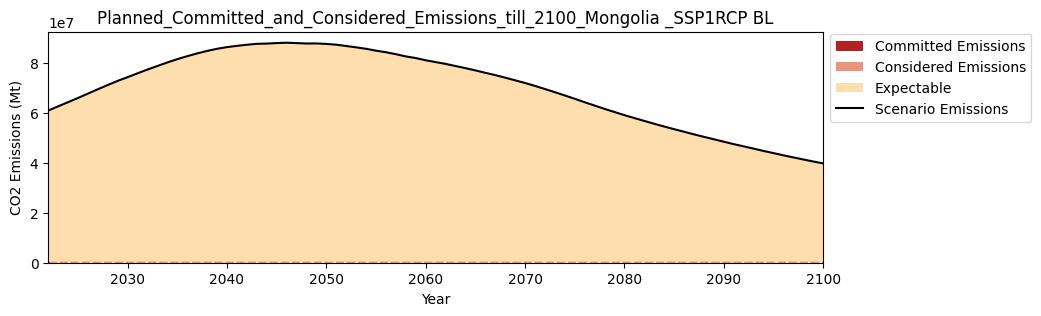 Planned_Committed_and_Considered_Emissions_till_2100_Mongolia _SSP1RCP BL
1e7
Committed Emissions
Considered Emissions
Expectable
Scenario Emissions
CO2 Emissions (Mt)
8
6
4
2
0
2030 2040 2050 2060 2070 2080 2090 2100
Year